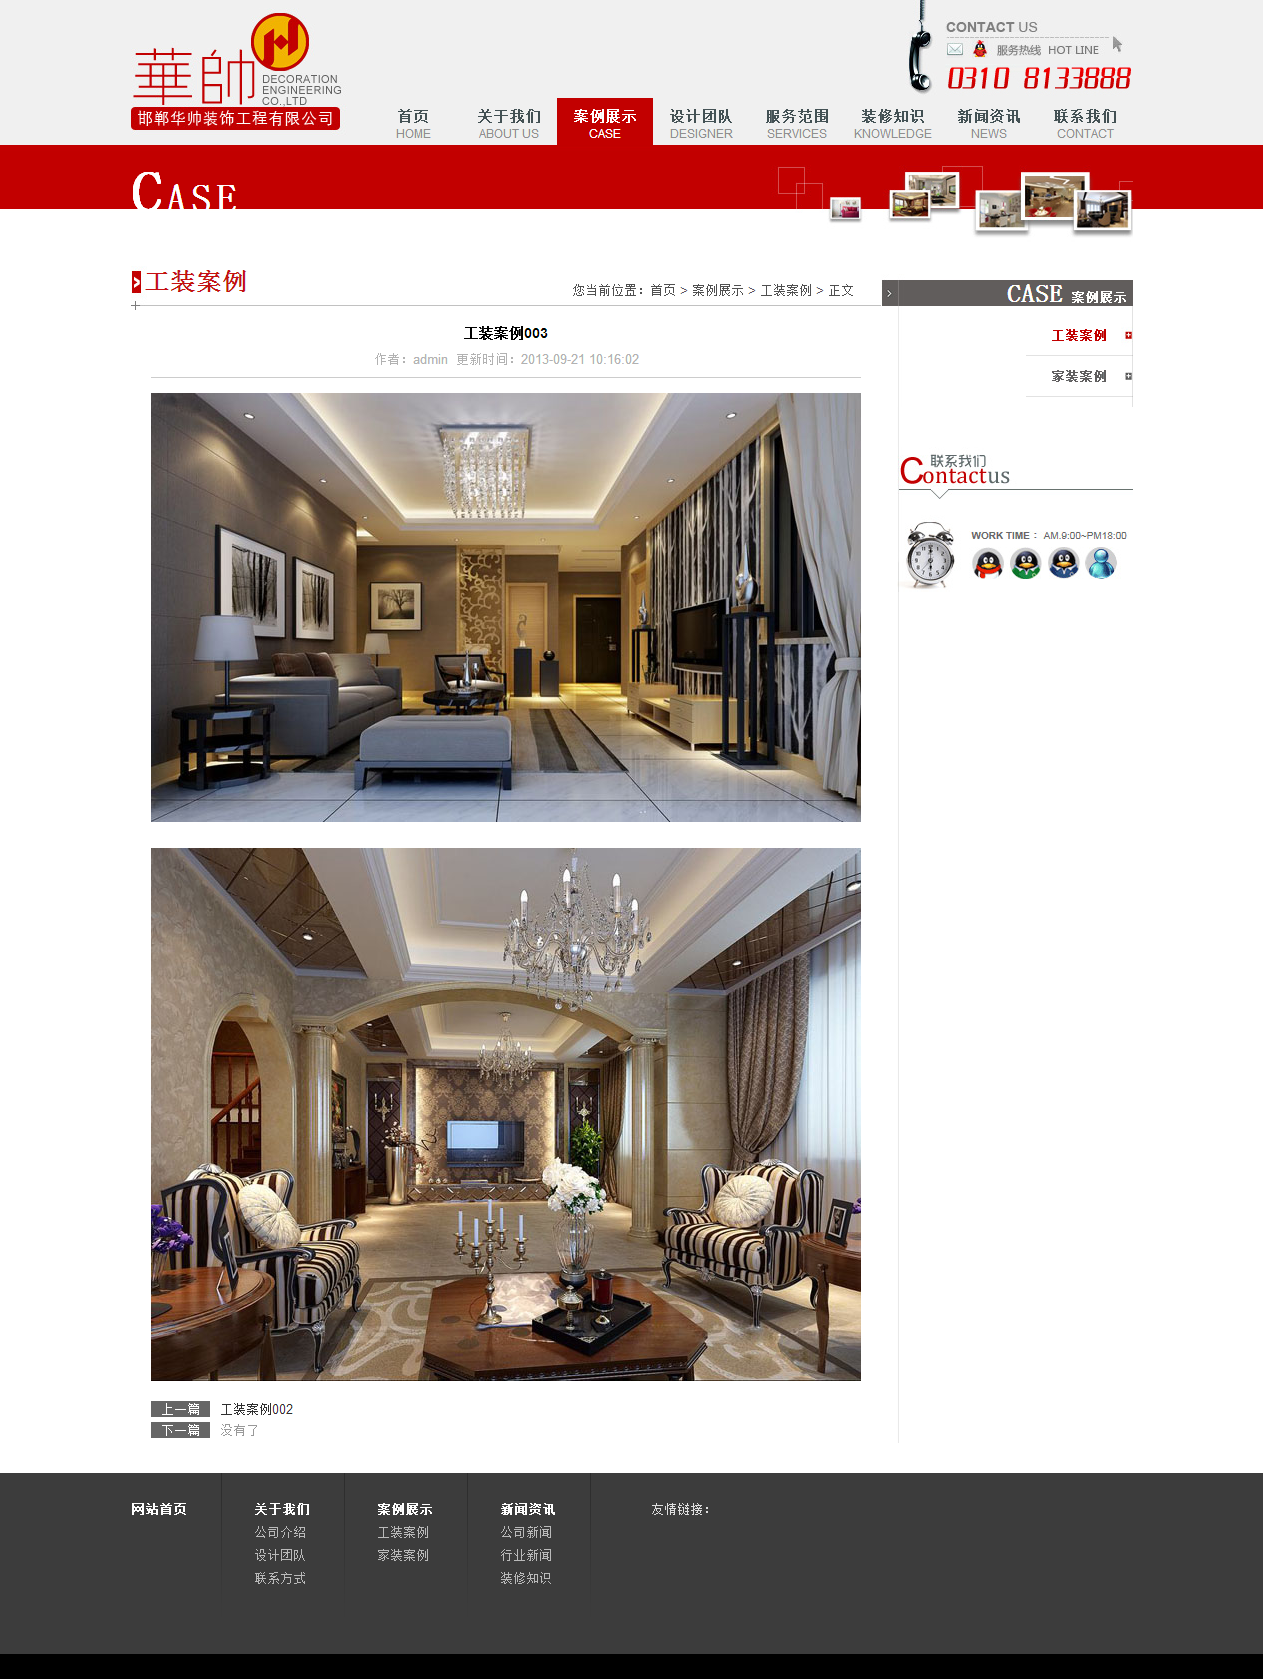 華帥
DECORATION
ENGINEERING
CO.,LTD
邯郸华帅装饰工程有限公司
CONTACT US
服务热线 HOT LINE
0310 8133888
首页 关于我们 案例展示 设计团队 服务范围 装修知识 新闻资讯 联系我们
HOME ABOUT US CASE DESIGNER SERVICES KNOWLEDGE NEWS CONTACT
CASE
工装案例
您当前位置：首页 > 案例展示 > 工装案例 > 正文
CASE 案例展示
工装案例003
作者：admin 更新时间：2013-09-21 10:16:02
工装案例
家装案例
联系我们
Contactus
WORK TIME： AM.9:00~PM18:00
上一篇 工装案例002
下一篇 没有了
网站首页 关于我们 案例展示 新闻资讯 友情链接：
公司介绍 工装案例 公司新闻
设计团队 家装案例 行业新闻
联系方式 装修知识